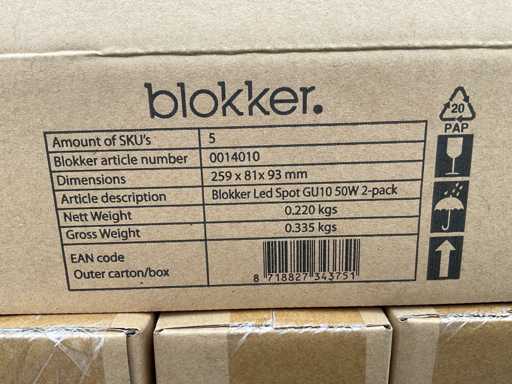 blokker.
Amount of SKU's 5
Blokker article number 0014010
Dimensions 259 x 81x 93 mm
Article description Blokker Led Spot GU10 50W 2-pack
Nett Weight 0.220 kgs
Gross Weight 0.335 kgs
EAN code
Outer carton/box
8 718827 343751
20
PAP